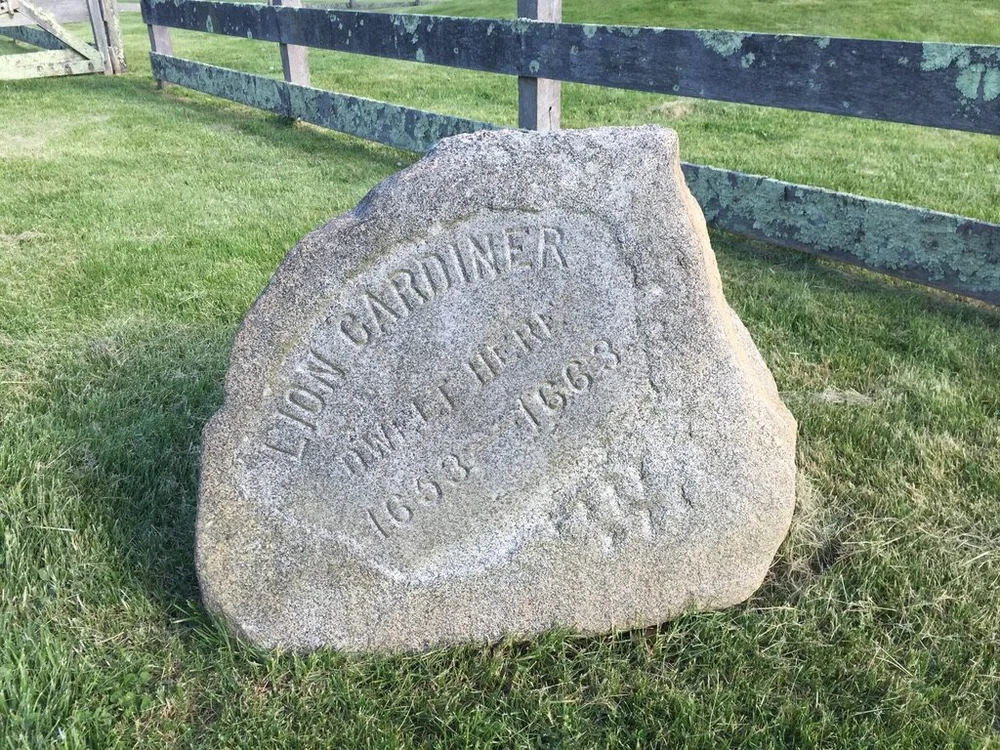 LION GARDINER
DWELT HERE
1653 1663